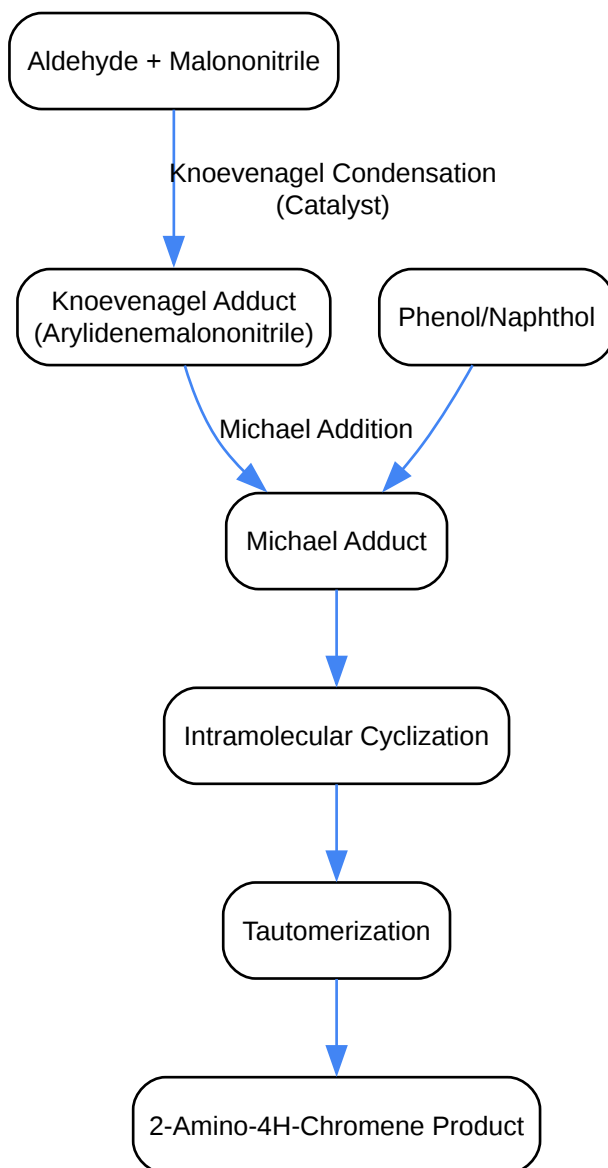 Aldehyde + Malononitrile
Knoevenagel Condensation
(Catalyst)
Knoevenagel Adduct
(Arylidenemalononitrile)
Phenol/Naphthol
Michael Addition
Michael Adduct
Intramolecular Cyclization
Tautomerization
2-Amino-4H-Chromene Product